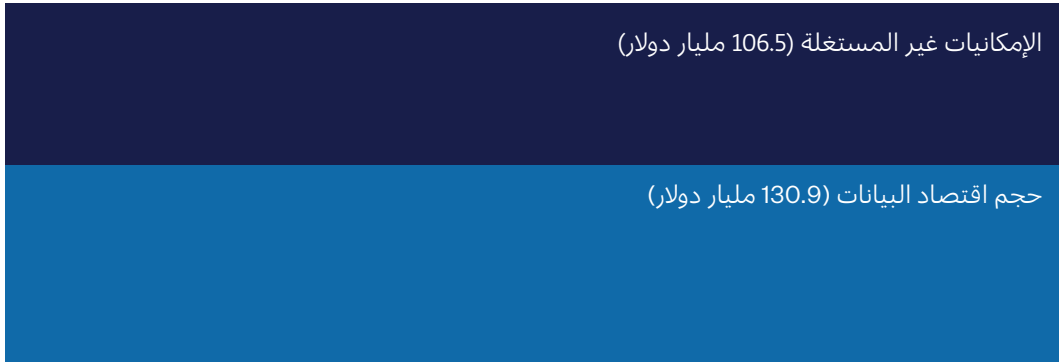 الإمكانيات غير المستغلة (106.5 مليار دولار)
حجم اقتصاد البيانات (130.9 مليار دولار)